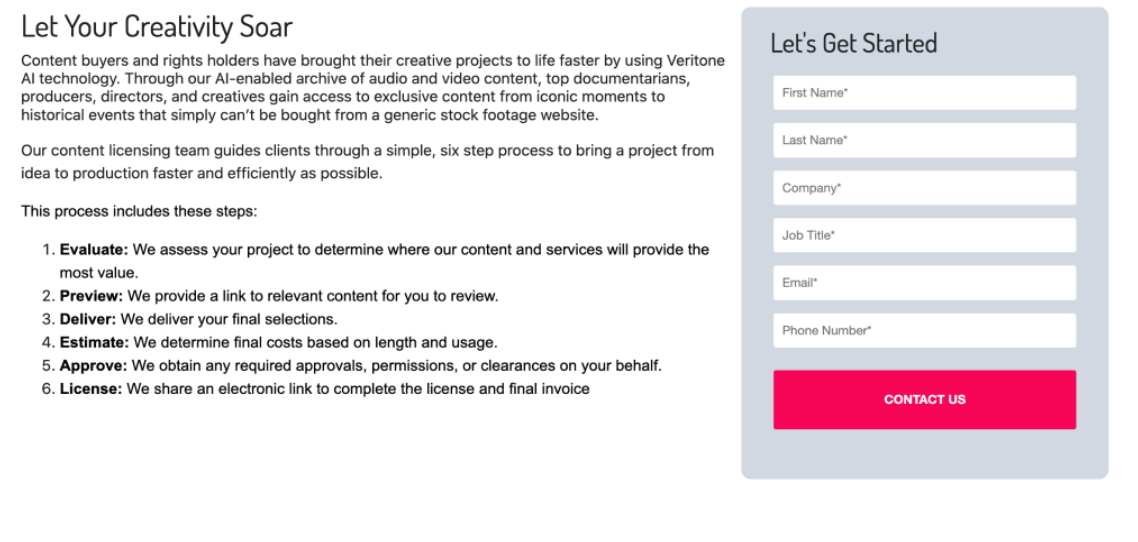 Let Your Creativity Soar
Content buyers and rights holders have brought their creative projects to life faster by using Veritone
AI technology. Through our AI-enabled archive of audio and video content, top documentarians,
producers, directors, and creatives gain access to exclusive content from iconic moments to
historical events that simply can’t be bought from a generic stock footage website.
Our content licensing team guides clients through a simple, six step process to bring a project from
idea to production faster and efficiently as possible.
This process includes these steps:
1. Evaluate: We assess your project to determine where our content and services will provide the
most value.
2. Preview: We provide a link to relevant content for you to review.
3. Deliver: We deliver your final selections.
4. Estimate: We determine final costs based on length and usage.
5. Approve: We obtain any required approvals, permissions, or clearances on your behalf.
6. License: We share an electronic link to complete the license and final invoice
Let's Get Started
First Name*
Last Name*
Company*
Job Title*
Email*
Phone Number*
CONTACT US